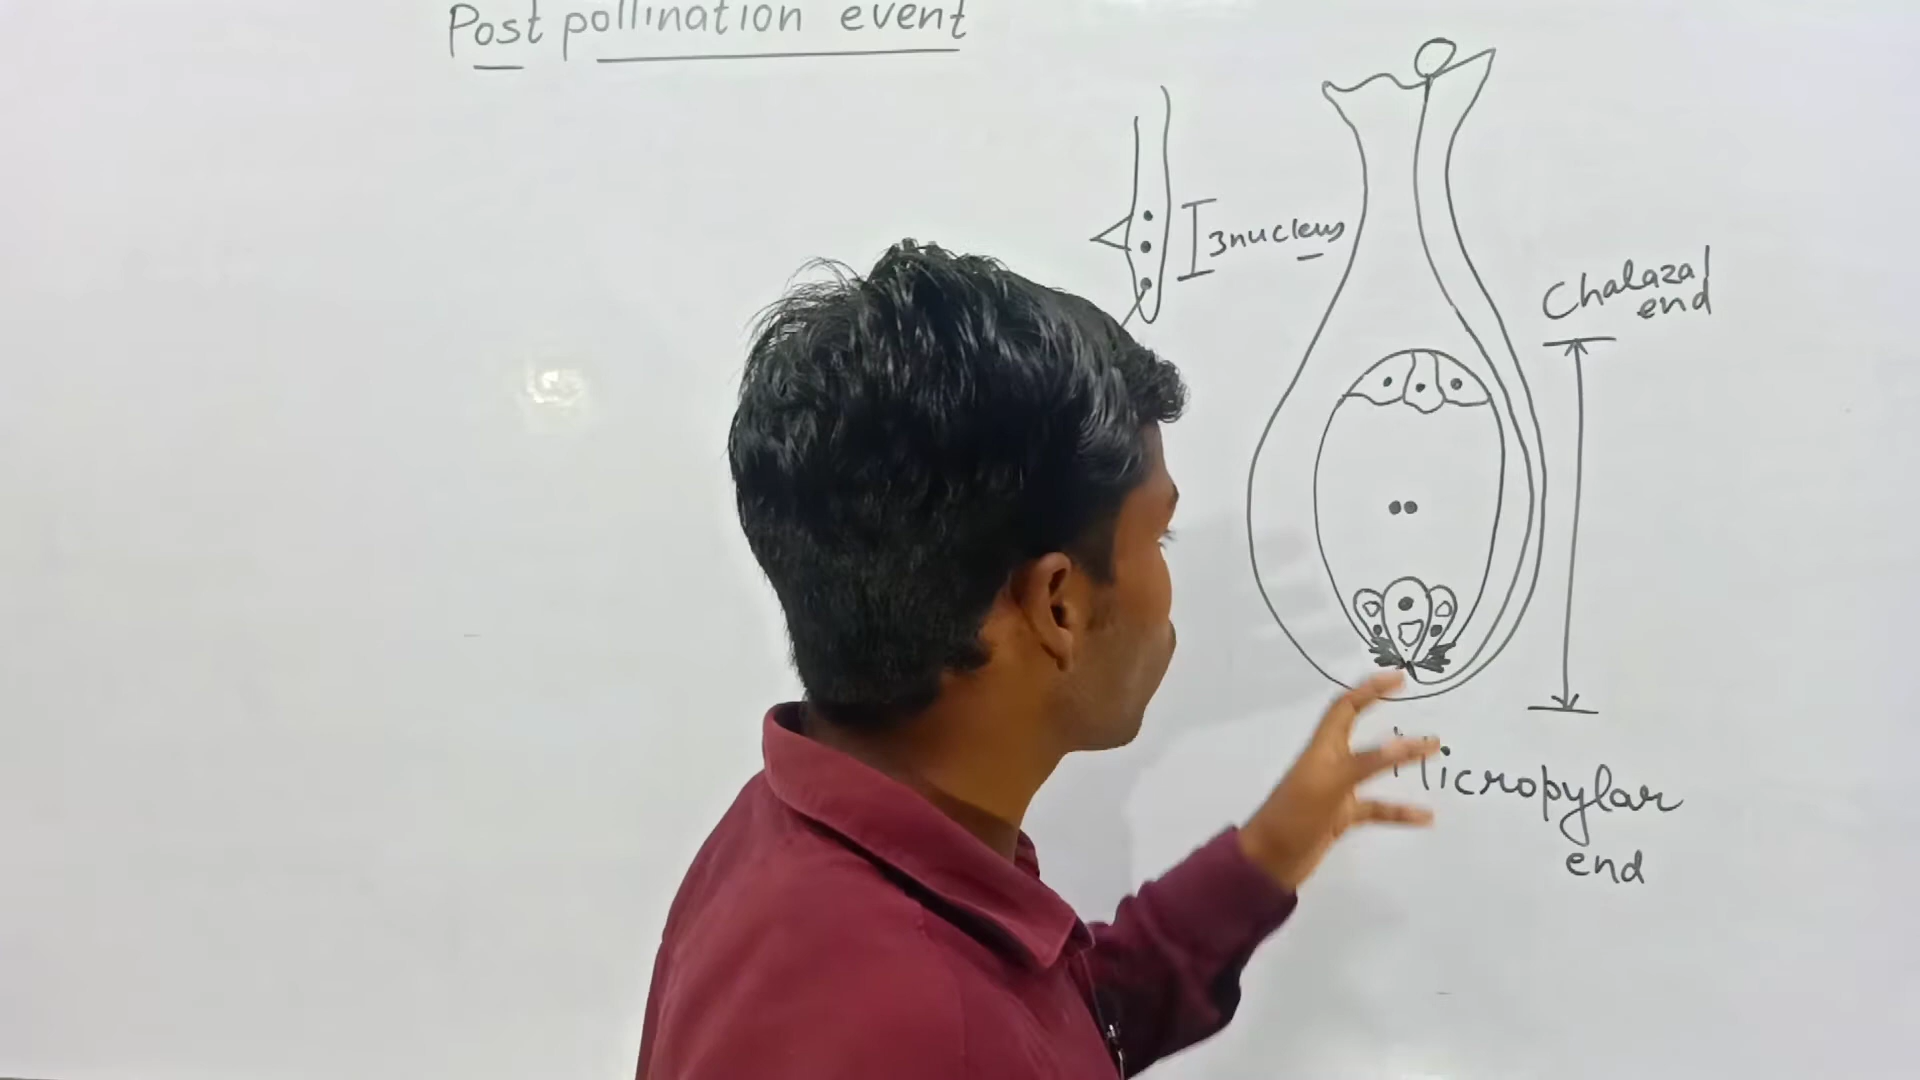 Post pollination event
3nucleus
Chalazal
end
Micropylar
end